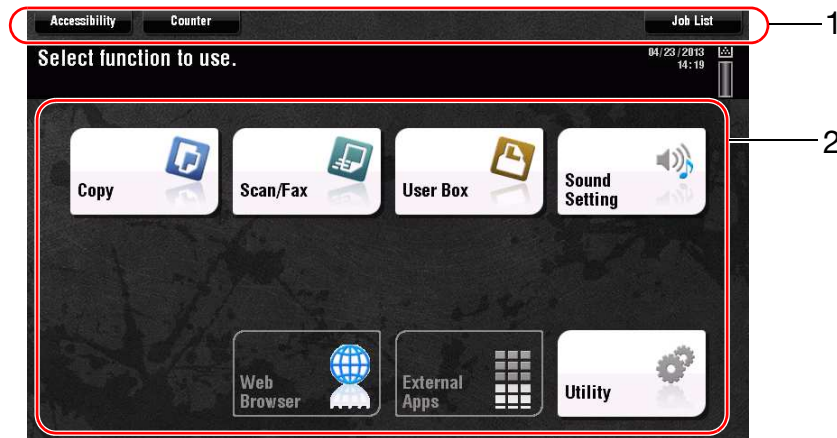 Accessibility Counter Job List
1
Select function to use.
04/23/2013
14:19
2
Copy
Scan/Fax
User Box
Sound
Setting
Web
Browser
External
Apps
Utility